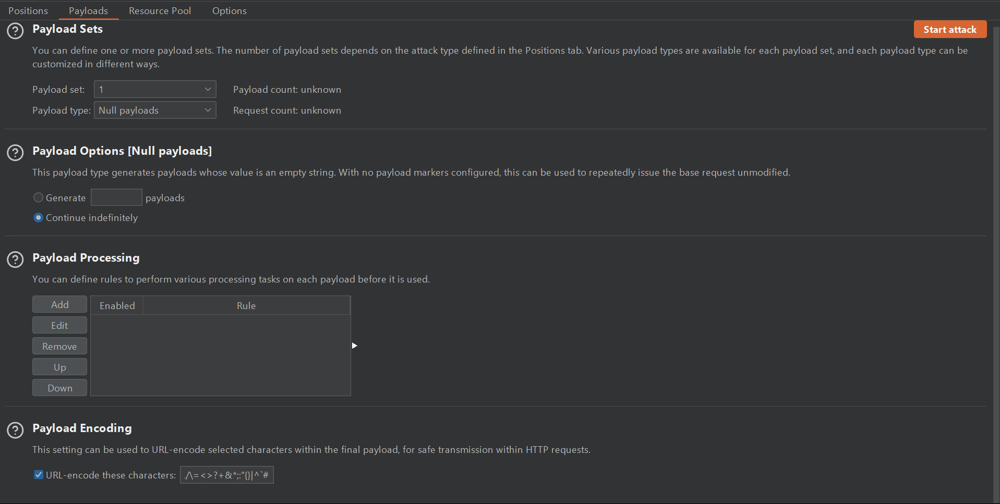 Positions Payloads Resource Pool Options
Payload Sets
Start attack
You can define one or more payload sets. The number of payload sets depends on the attack type defined in the Positions tab. Various payload types are available for each payload set, and each payload type can be
customized in different ways.
Payload set: 1 Payload count: unknown
Payload type: Null payloads Request count: unknown
Payload Options [Null payloads]
This payload type generates payloads whose value is an empty string. With no payload markers configured, this can be used to repeatedly issue the base request unmodified.
Generate payloads
Continue indefinitely
Payload Processing
You can define rules to perform various processing tasks on each payload before it is used.
Add
Enabled Rule
Edit
Remove
Up
Down
Payload Encoding
This setting can be used to URL-encode selected characters within the final payload, for safe transmission within HTTP requests.
URL-encode these characters: ./\=<>?+&*;:"{}|^`#